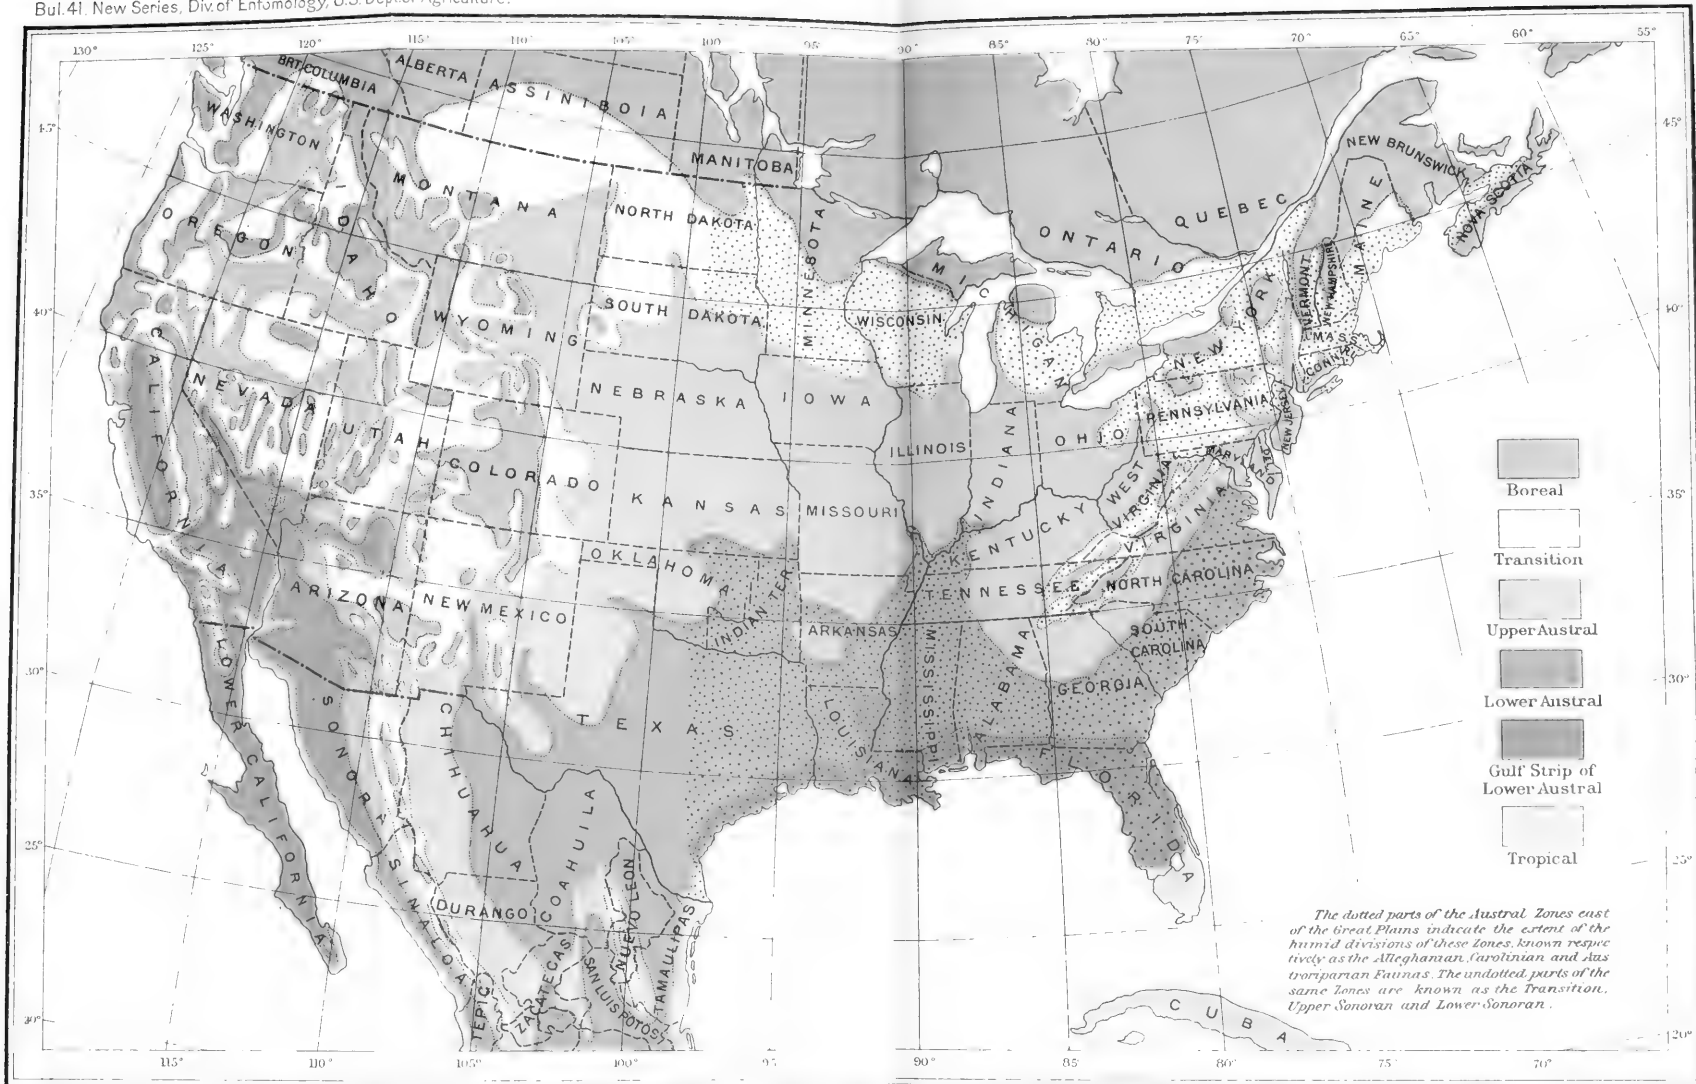 Bul.41, New Series, Div. of Entomology, U.S. Dept. of Agriculture.
130° 125° 120° 115° 110° 105° 100° 95° 90° 85° 80° 75° 70° 65° 60° 55°
BRT. COLUMBIA
ALBERTA
ASSINIBOIA
MANITOBA
WASHINGTON
MONTANA
NORTH DAKOTA
MINNESOTA
ONTARIO
QUEBEC
NEW BRUNSWICK
NOVA SCOTIA
MAINE
45°
45°
OREGON
IDAHO
WYOMING
SOUTH DAKOTA
WISCONSIN
MICHIGAN
NEW YORK
VERMONT
NEW HAMPSHIRE
MASS
CONN
40°
40°
CALIFORNIA
NEVADA
UTAH
COLORADO
NEBRASKA
IOWA
ILLINOIS
INDIANA
OHIO
PENNSYLVANIA
NEW JERSEY
MARYLAND
DEL
WEST VIRGINIA
VIRGINIA
KANSAS
MISSOURI
KENTUCKY
35°
35°
ARIZONA
NEW MEXICO
OKLAHOMA
INDIAN TER
ARKANSAS
TENNESSEE
NORTH CAROLINA
SOUTH
CAROLINA
30°
30°
LOWER CALIFORNIA
SONORA
CHIHUAHUA
TEXAS
LOUISIANA
MISSISSIPPI
ALABAMA
GEORGIA
FLORIDA
25°
25°
COAHUILA
NUEVO LEON
DURANGO
SINALOA
TAMAULIPAS
ZACATECAS
SAN LUIS POTOSI
TEPIC
CUBA
20°
20°
115° 110° 105° 100° 95 90° 85 80° 75° 70°
Boreal
Transition
Upper Austral
Lower Austral
Gulf Strip of
Lower Austral
Tropical
The dotted parts of the Austral Zones east
of the Great Plains indicate the extent of the
humid divisions of these Zones, known respec
tively as the Alleghanian, Carolinian and Aus
troriparian Faunas. The undotted parts of the
same Zones are known as the Transition,
Upper Sonoran and Lower Sonoran.